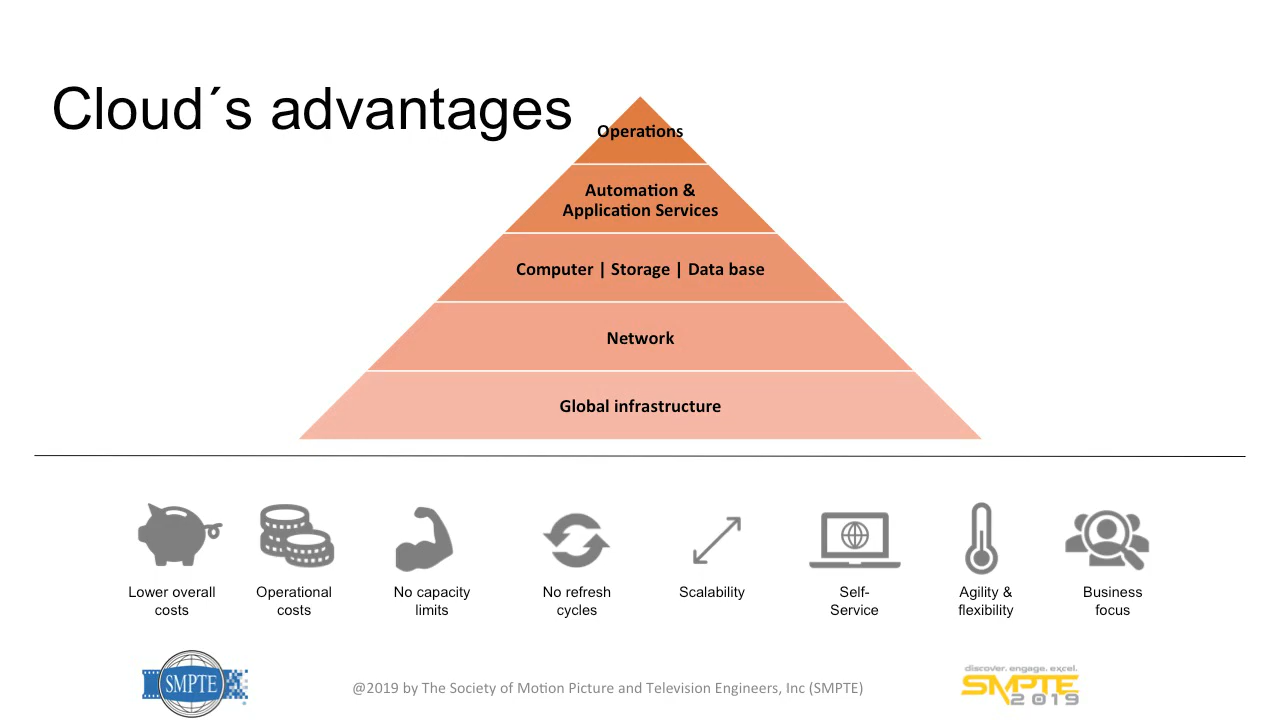 Cloud´s advantages
Operations
Automation &
Application Services
Computer | Storage | Data base
Network
Global infrastructure
Lower overall
costs
Operational
costs
No capacity
limits
No refresh
cycles
Scalability
Self-
Service
Agility &
flexibility
Business
focus
SMPTE
@2019 by The Society of Motion Picture and Television Engineers, Inc (SMPTE)
discover. engage. excel.
SMPTE
2019